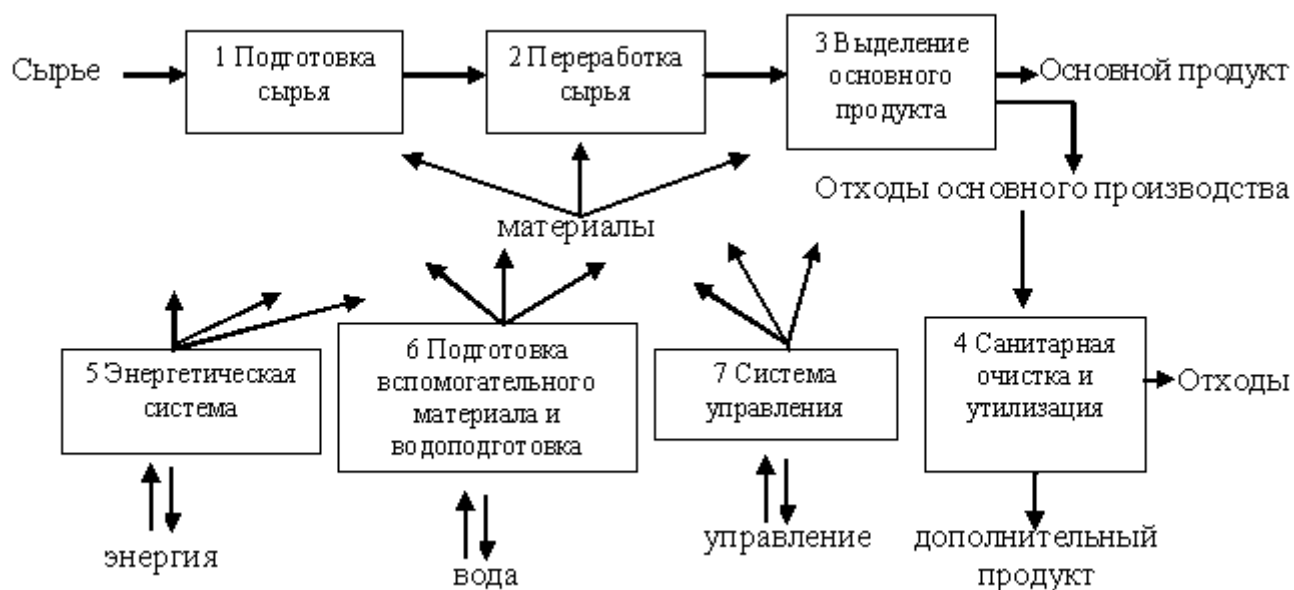 Сырье
1 Подготовка
сырья
2 Переработка
сырья
3 Выделение
основного
продукта
Основной продукт
Отходы основного производства
материалы
5 Энергетическая
система
6 Подготовка
вспомогательного
материала и
водоподготовка
7 Система
управления
4 Санитарная
очистка и
утилизация
Отходы
энергия
вода
управление
дополнительный
продукт